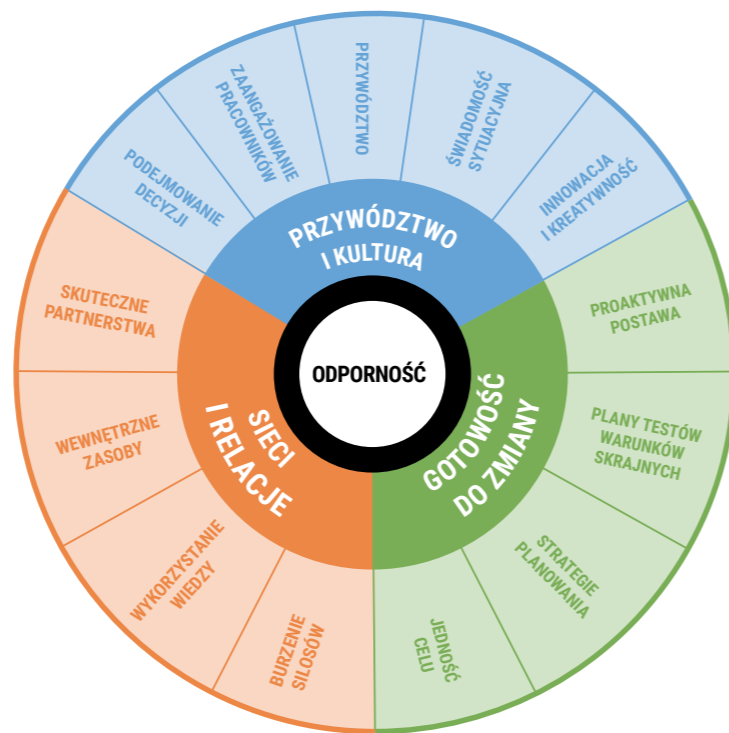 ODPORNOŚĆ
PRZYWÓDZTWO
I KULTURA
PODEJMOWANIE
DECYZJI
ZAANGAŻOWANIE
PRACOWNIKÓW
PRZYWÓDZTWO
ŚWIADOMOŚĆ
SYTUACYJNA
INNOWACJA
I KREATYWNOŚĆ
GOTOWOŚĆ
DO ZMIANY
PROAKTYWNA
POSTAWA
PLANY TESTÓW
WARUNKÓW
SKRAJNYCH
STRATEGIE
PLANOWANIA
JEDNOŚĆ
CELU
SIECI
I RELACJE
BURZENIE
SILOSÓW
WYKORZYSTANIE
WIEDZY
WEWNĘTRZNE
ZASOBY
SKUTECZNE
PARTNERSTWA